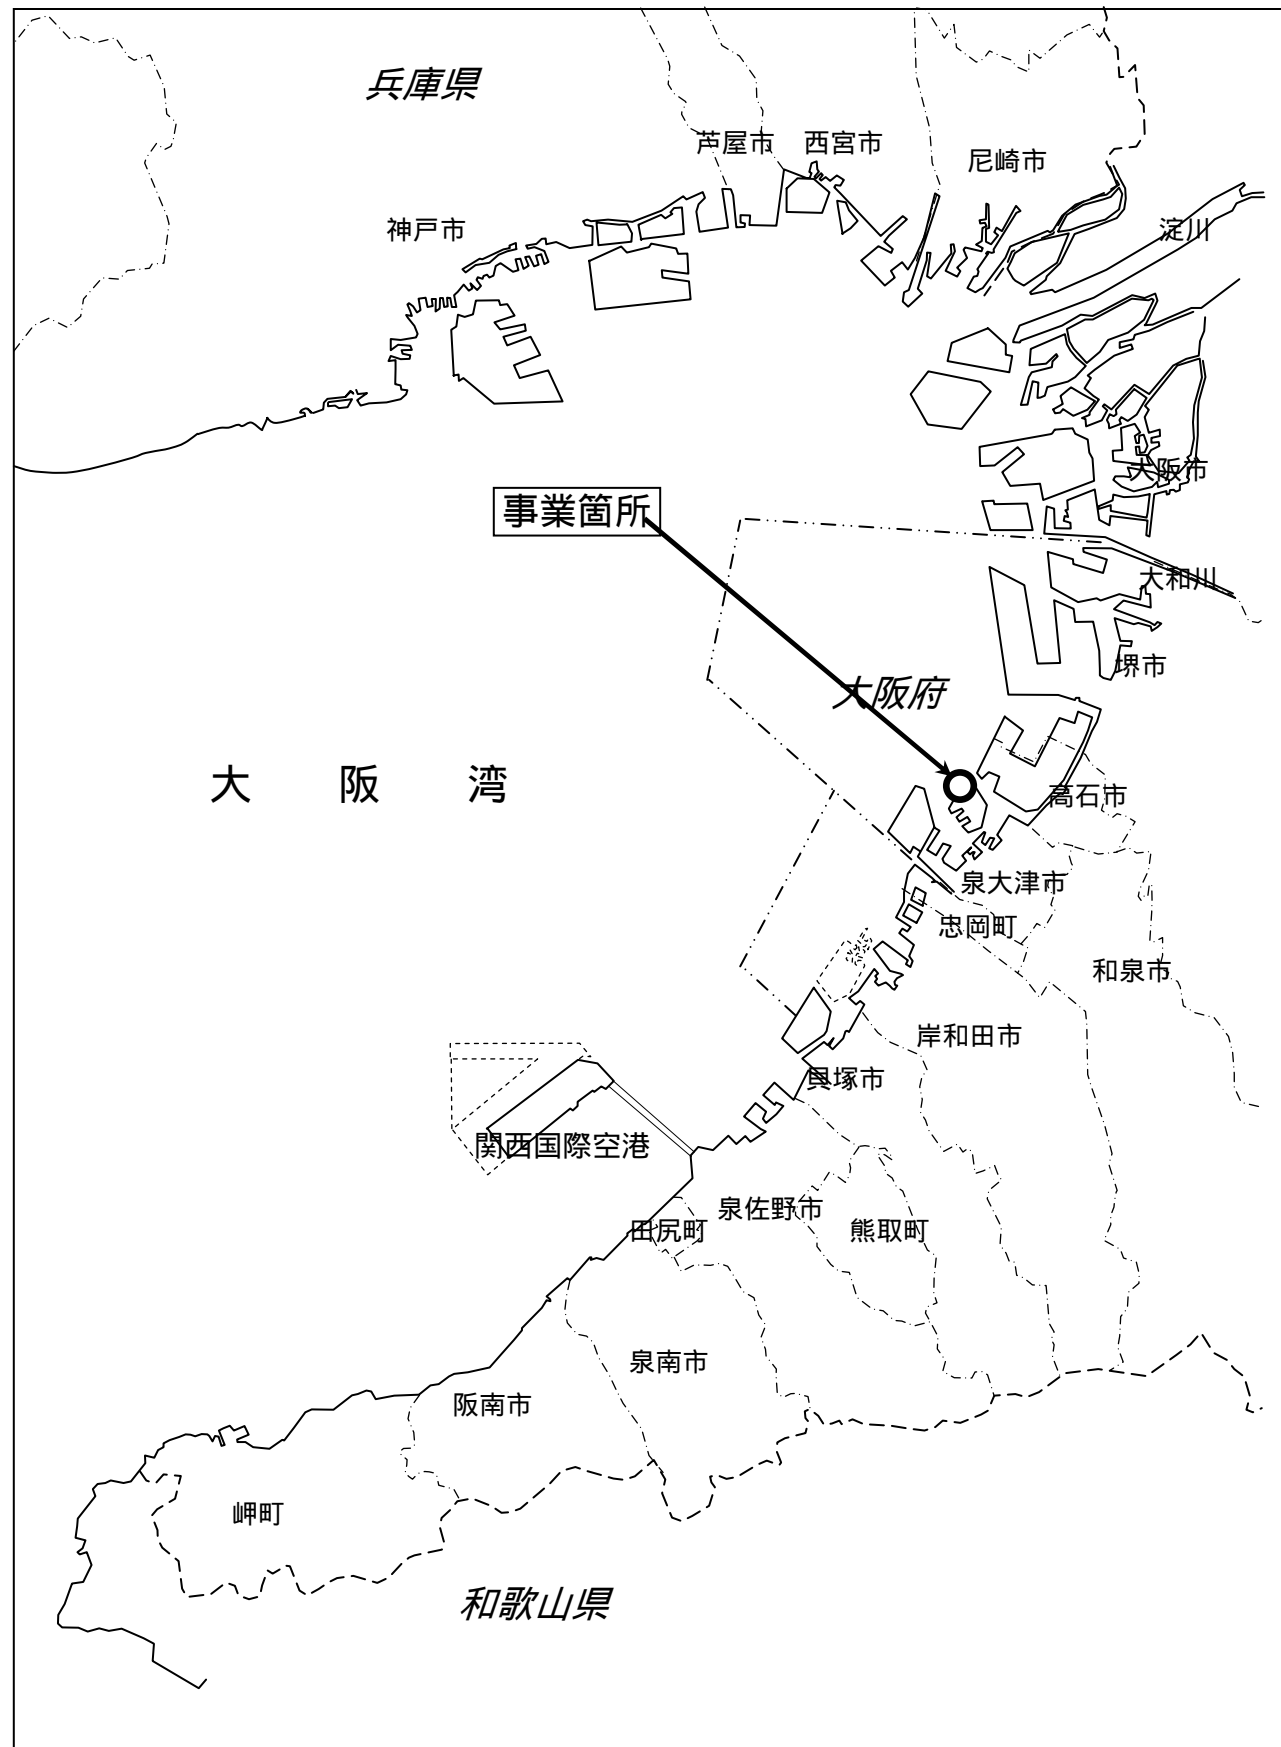 兵庫県
芦屋市
西宮市
尼崎市
神戸市
淀川
大阪市
事業箇所
大和川
堺市
大阪府
大 阪 湾
高石市
泉大津市
忠岡町
和泉市
岸和田市
貝塚市
関西国際空港
泉佐野市
田尻町
熊取町
泉南市
阪南市
岬町
和歌山県